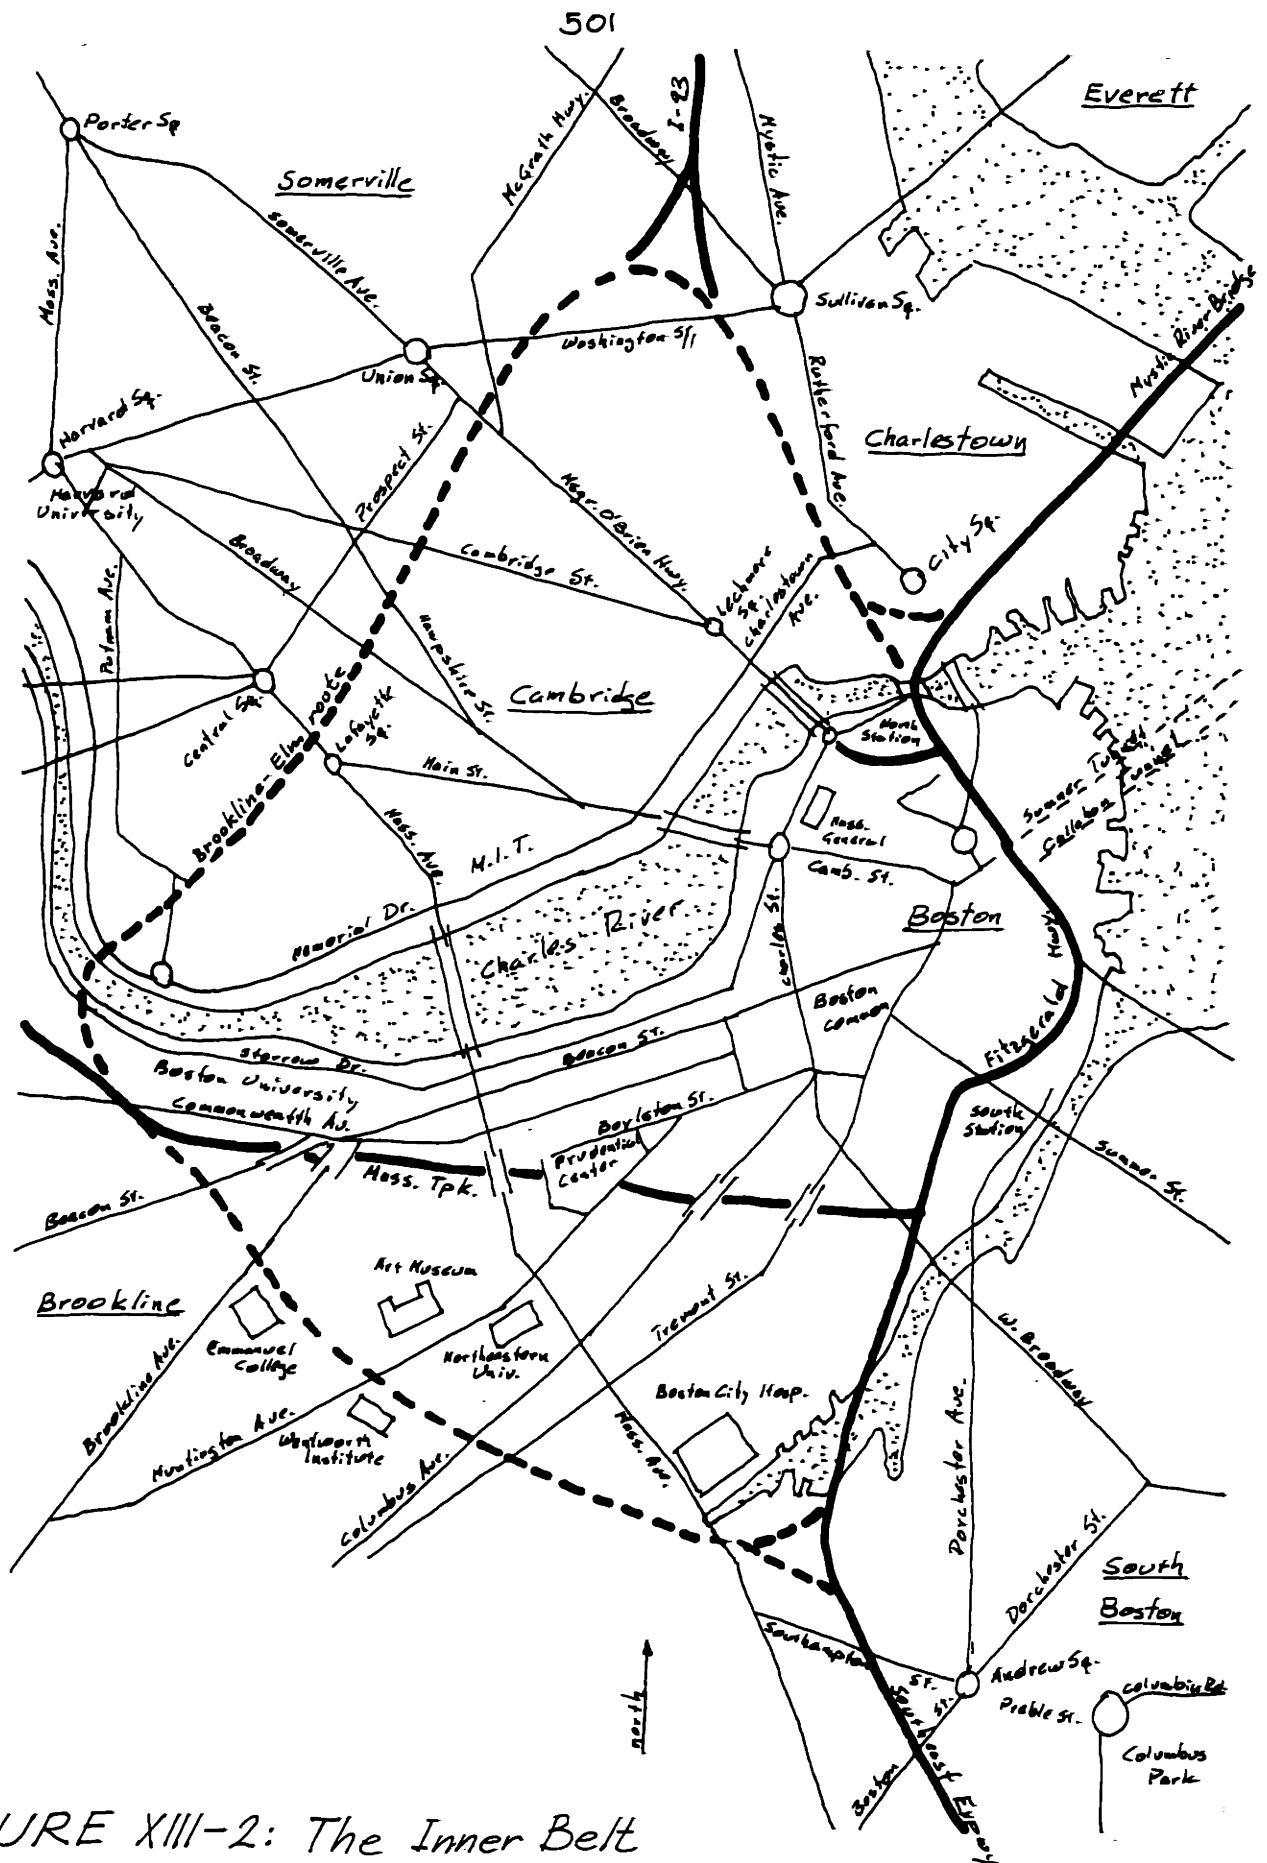 501
Everett
Porter Sq
Somerville
McGrath Hwy.
Broadway
I-93
Mystic Ave.
Mass. Ave.
Somerville Ave.
Beacon St.
Sullivan Sq.
Mystic River Bridge
Washington St
Union Sq.
Harvard Sq.
Rutherford Ave.
Charlestown
Harvard
University
Prospect St.
Msgr. O'Brien Hwy.
City Sq.
Broadway
Cambridge St.
Lechmere
Sq.
Charlestown
Ave.
Putnam Ave.
Hampshire St.
Cambridge
Central Sq.
Brookline-Elm route
Lafayette
Sq.
North
Station
Main St.
Sumner Tunnel
Callahan Tunnel
Mass. Ave.
M.I.T.
Mass.
General
Camb. St.
Memorial Dr.
Charles River
Charles St.
Boston
Boston
Common
Fitzgerald Hwy.
Storrow Dr.
Beacon St.
Boston University
Commonwealth Av.
Boylston St.
South
Station
Prudential
Center
Summer St.
Mass. Tpk.
Beacon St.
Art Museum
Brookline
Tremont St.
W. Broadway
Emmanuel
College
Northeastern
Univ.
Brookline Ave.
Boston City Hosp.
Huntington Ave.
Wentworth
Institute
Mass. Ave.
Columbus Ave.
Dorchester Ave.
Dorchester St.
South
Boston
Southampton
St.
Andrew Sq.
north
Southeast Expwy
Preble St.
Columbia Rd.
Boston
St.
Columbus
Park
URE XIII-2: The Inner Belt